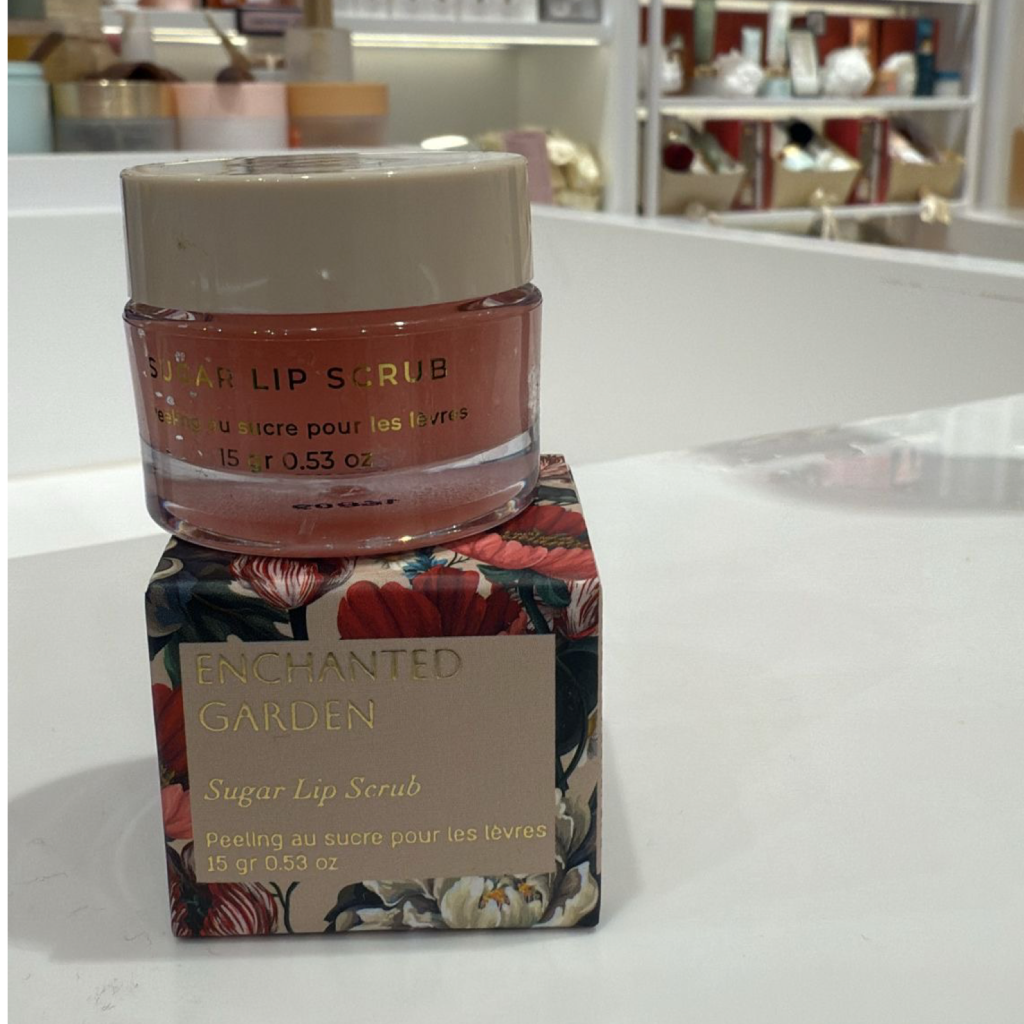 SUGAR LIP SCRUB
Peeling au sucre pour les lèvres
15 gr 0.53 oz
ENCHANTED
GARDEN
Sugar Lip Scrub
Peeling au sucre pour les lèvres
15 gr 0.53 oz